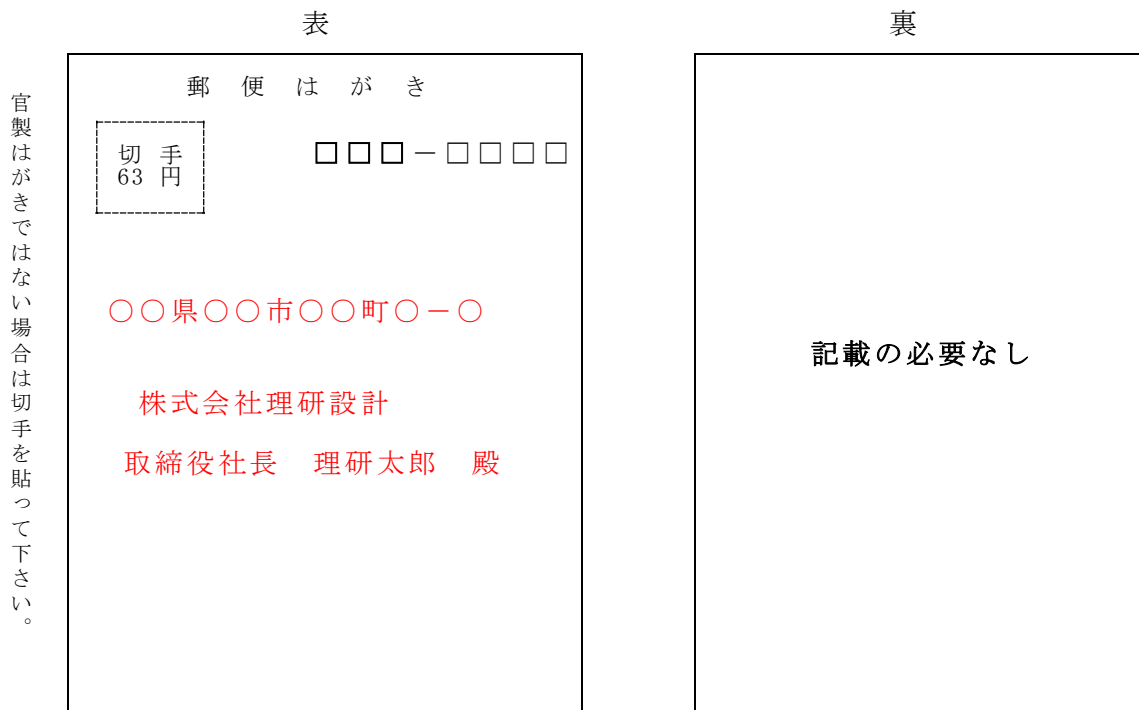 表
官製はがきではない場合は切手を貼って下さい。
郵便はがき
切手
63円
□□□－□□□□
○○県○○市○○町○－○
株式会社理研設計
取締役社長　理研太郎　殿
裏
記載の必要なし